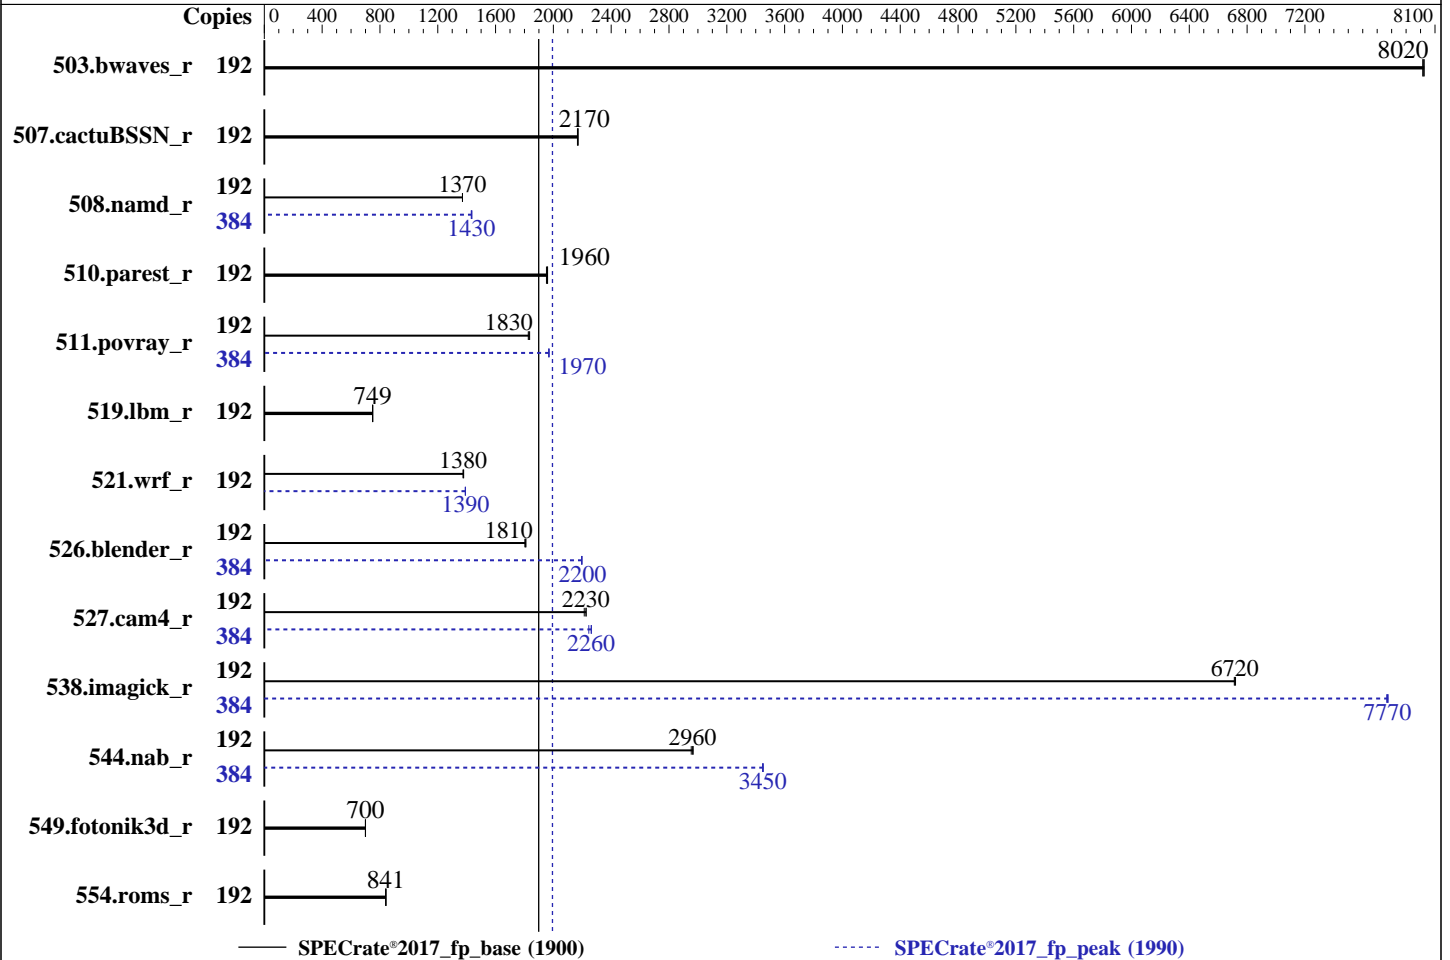 Copies 0 400 800 1200 1600 2000 2400 2800 3200 3600 4000 4400 4800 5200 5600 6000 6400 6800 7200 8100
503.bwaves_r 192 8020
507.cactuBSSN_r 192 2170
508.namd_r 192 1370
384 1430
510.parest_r 192 1960
511.povray_r 192 1830
384 1970
519.lbm_r 192 749
521.wrf_r 192 1380
1390
526.blender_r 192 1810
384 2200
527.cam4_r 192 2230
384 2260
538.imagick_r 192 6720
384 7770
544.nab_r 192 2960
384 3450
549.fotonik3d_r 192 700
554.roms_r 192 841
SPECrate®2017_fp_base (1900) SPECrate®2017_fp_peak (1990)